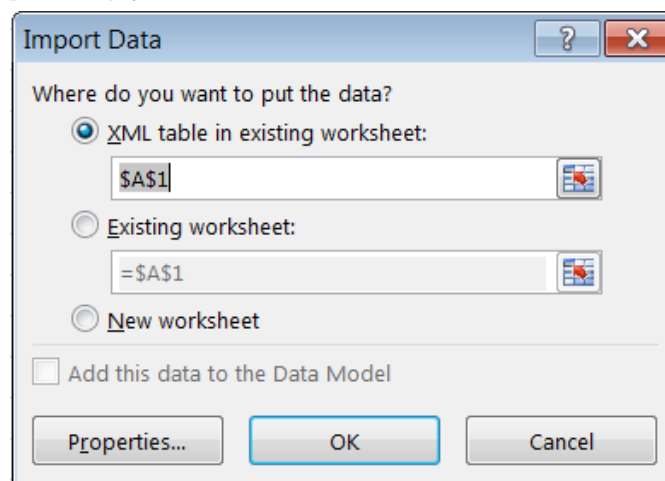 Import Data
?
Where do you want to put the data?
XML table in existing worksheet:
$A$1
Existing worksheet:
=$A$1
New worksheet
Add this data to the Data Model
Properties... OK Cancel